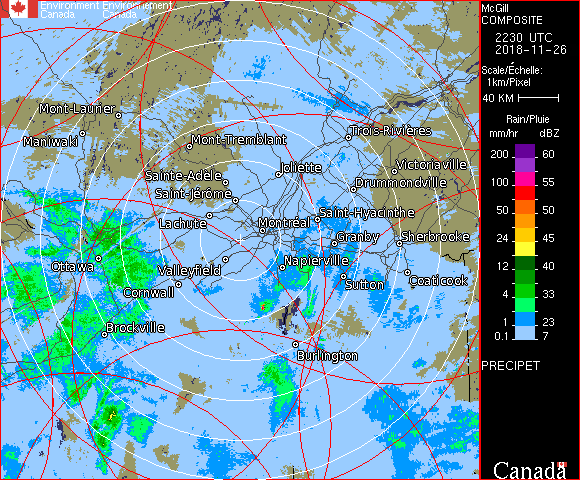 Environment Environnement
Canada Canada
McGill
COMPOSITE
2230 UTC
2018-11-26
Scale/Échelle:
1km/Pixel
40 KM
Rain/Pluie
mm/hr dBZ
200 60
100 55
50 50
24 45
12 40
4 33
1 23
0.1 7
PRECIPET
Canada
Mont-Laurier
Maniwaki
Mont-Tremblant
Trois-Rivières
Joliette
Victoriaville
Sainte-Adèle
Drummondville
Saint-Jérôme
Saint-Hyacinthe
Lachute
Montréal
Granby
Sherbrooke
Ottawa
Valleyfield
Napierville
Coaticook
Cornwall
Sutton
Brockville
Burlington